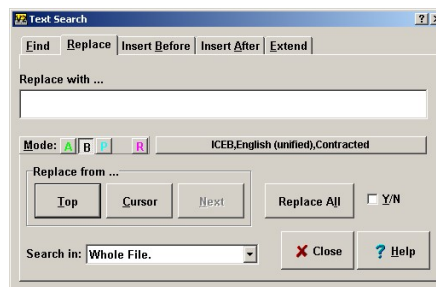 Text Search
Find Replace Insert Before Insert After Extend
Replace with ...
Mode: A B P R ICEB,English (unified),Contracted
Replace from ...
Top Cursor Next Replace All Y/N
Search in: Whole File. Close ? Help